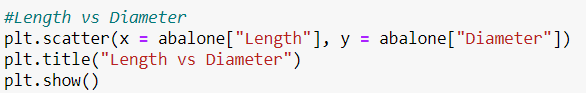 #Length vs Diameter
plt.scatter(x = abalone["Length"], y = abalone["Diameter"])
plt.title("Length vs Diameter")
plt.show()